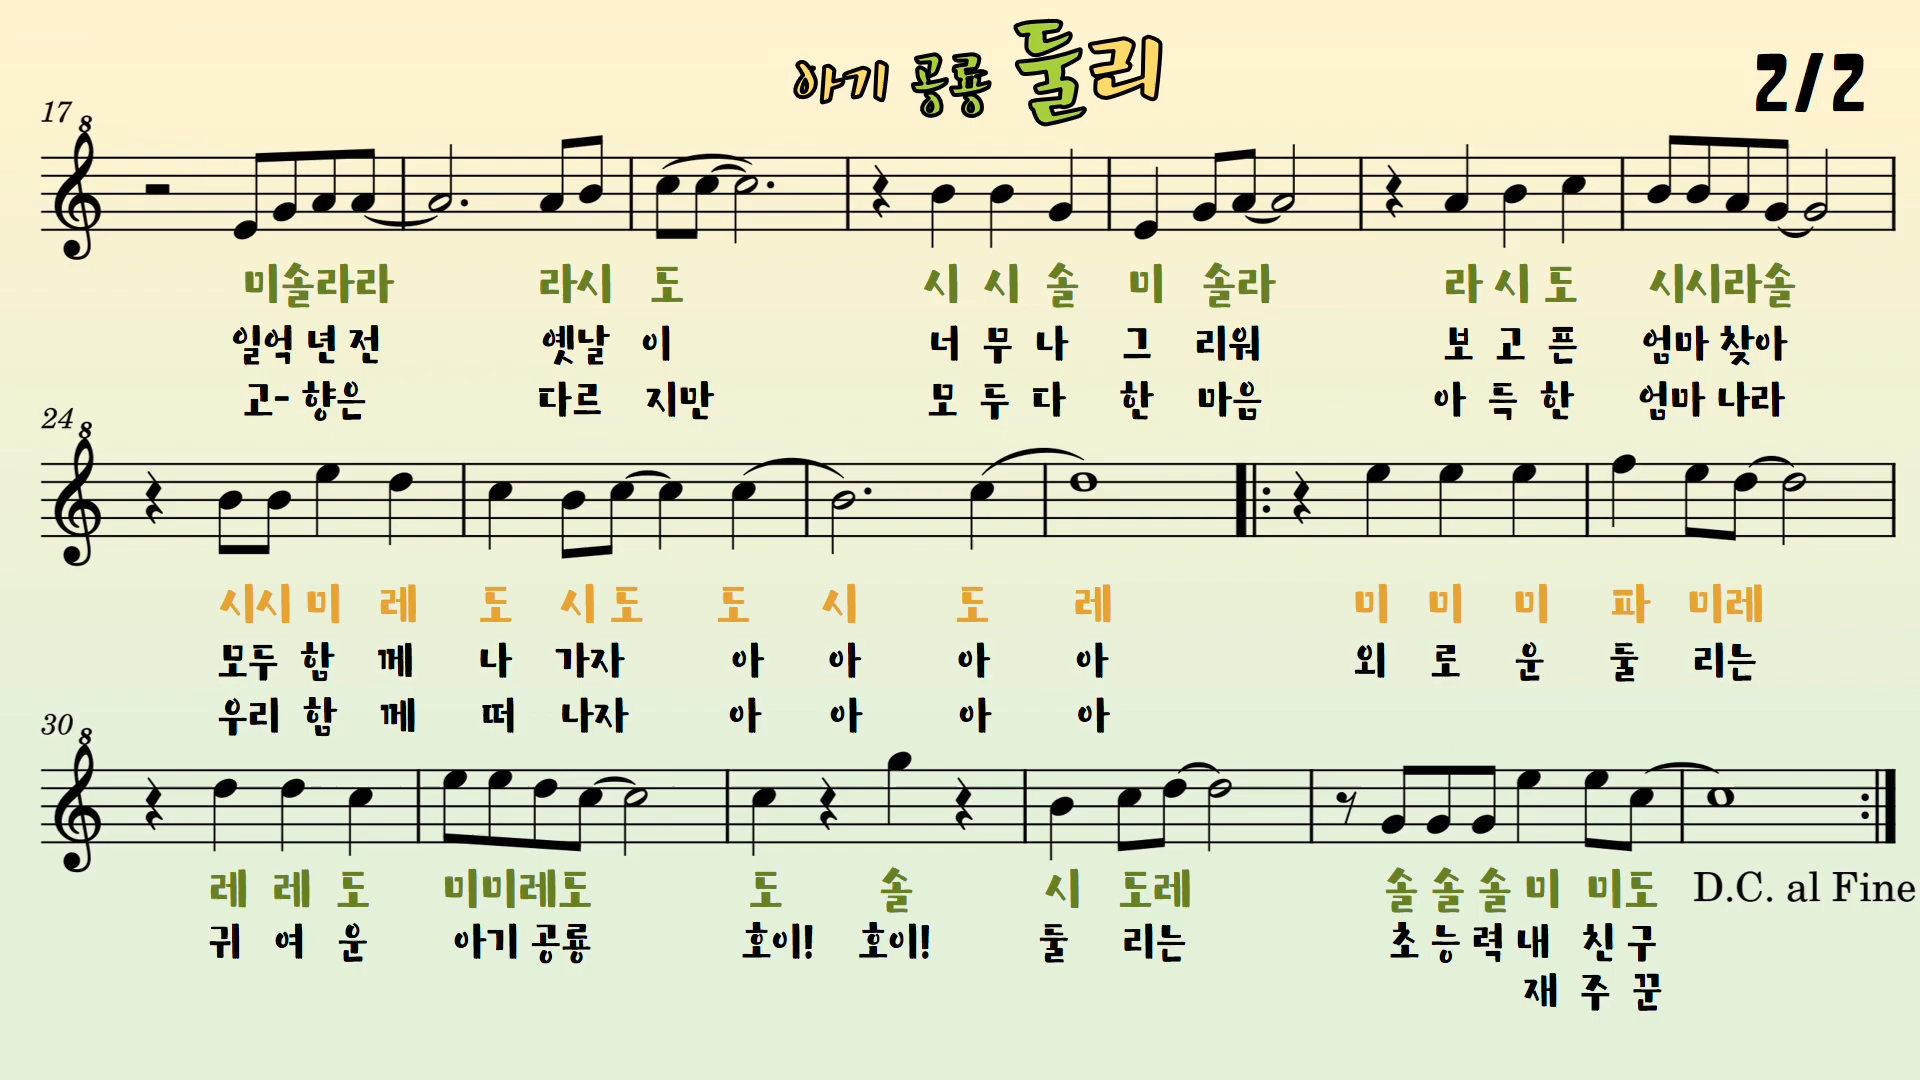 아기 공룡 둘리
2/2
17
8
미솔라라 라시 도 시 시 솔 미 솔라 라 시 도 시시라솔
일억 년 전 옛날 이 너 무 나 그 리워 보 고 픈 엄마 찾아
고- 향은 다르 지만 모 두 다 한 마음 아 득 한 엄마 나라
24
8
시시 미 레 도 시 도 도 시 도 레 미 미 미 파 미레
모두 함 께 나 가자 아 아 아 아 외 로 운 둘 리는
우리 함 께 떠 나자 아 아 아 아
30
8
레 레 도 미미레도 도 솔 시 도레 솔 솔 솔 미 미도 D.C. al Fine
귀 여 운 아기 공룡 호이! 호이! 둘 리는 초 능 력 내 친 구
재 주 꾼